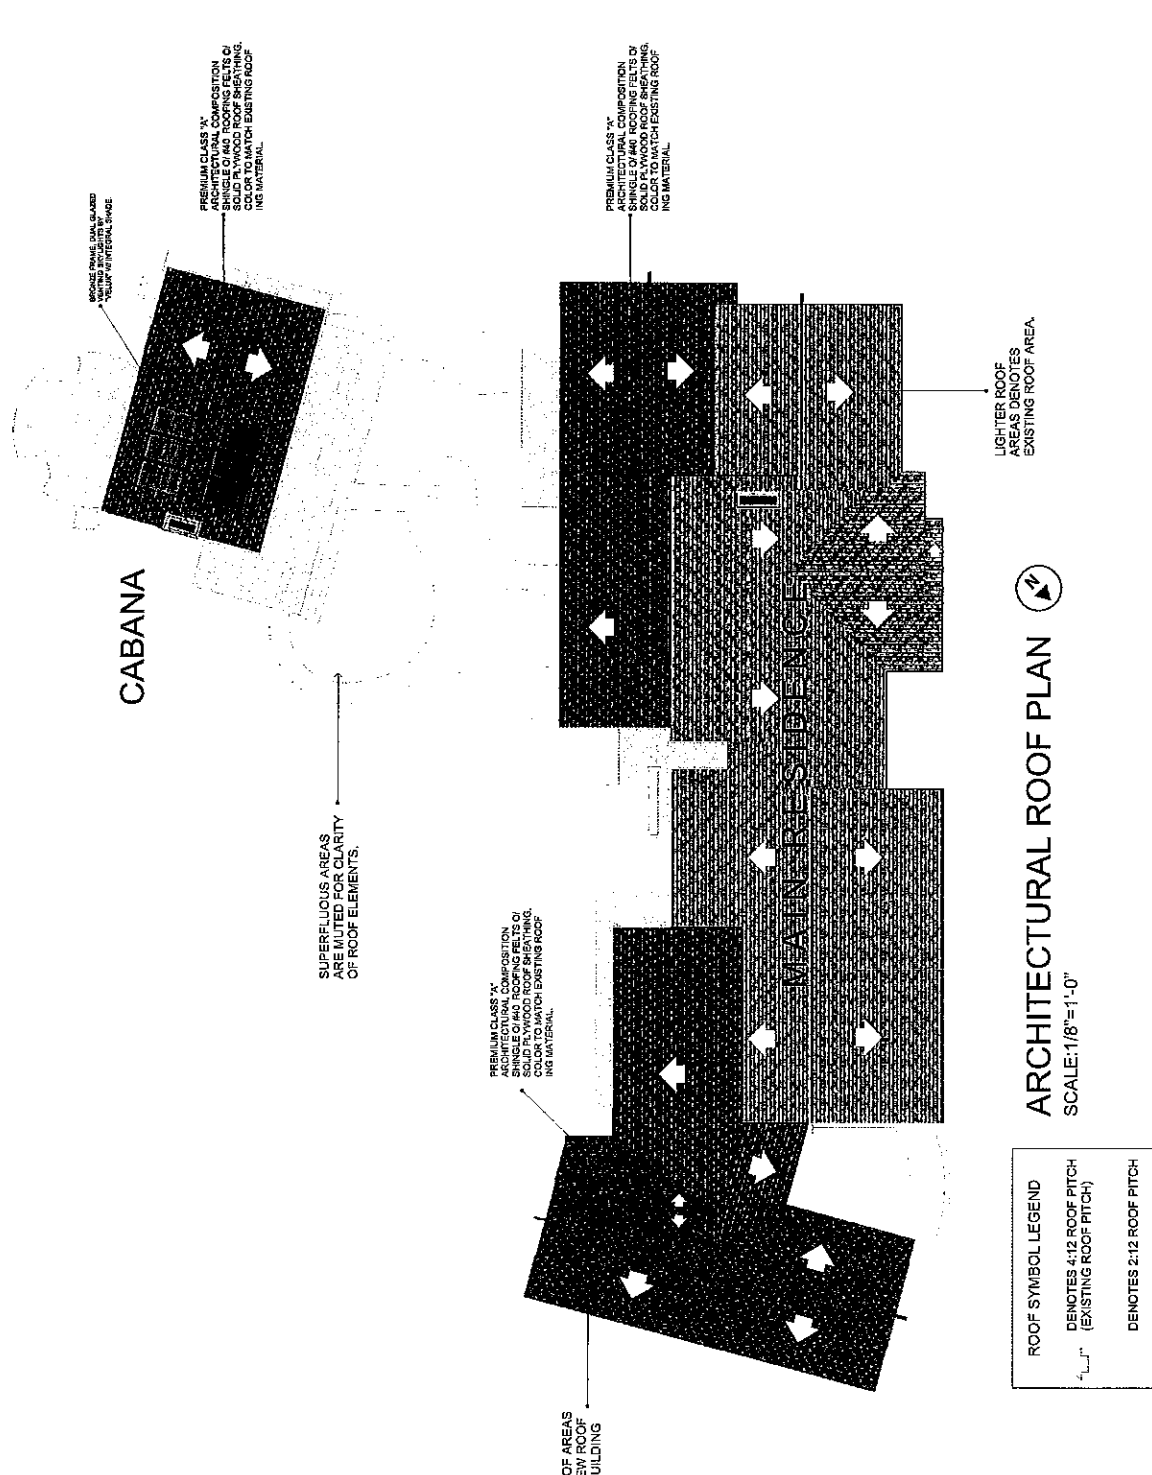 BRONZE FRAME, DUAL GLAZED
VENTING SKYLIGHTS BY
"VELUX" W/ INTEGRAL SHADE.
PREMIUM CLASS "A"
ARCHITECTURAL COMPOSITION
SHINGLE O/ #40 ROOFING FELTS O/
SOLID PLYWOOD ROOF SHEATHING.
COLOR TO MATCH EXISTING ROOF
ING MATERIAL.
CABANA
SUPERFLUOUS AREAS
ARE MUTED FOR CLARITY
OF ROOF ELEMENTS.
PREMIUM CLASS "A"
ARCHITECTURAL COMPOSITION
SHINGLE O/ #40 ROOFING FELTS O/
SOLID PLYWOOD ROOF SHEATHING.
COLOR TO MATCH EXISTING ROOF
ING MATERIAL.
PREMIUM CLASS "A"
ARCHITECTURAL COMPOSITION
SHINGLE O/ #40 ROOFING FELTS O/
SOLID PLYWOOD ROOF SHEATHING.
COLOR TO MATCH EXISTING ROOF
ING MATERIAL.
MAIN RESIDENCE
LIGHTER ROOF
AREAS DENOTES
EXISTING ROOF AREA.
OF AREAS
EW ROOF
UILDING
ARCHITECTURAL ROOF PLAN
N
SCALE:1/8"=1'-0"
ROOF SYMBOL LEGEND
DENOTES 4:12 ROOF PITCH
(EXISTING ROOF PITCH)
DENOTES 2:12 ROOF PITCH